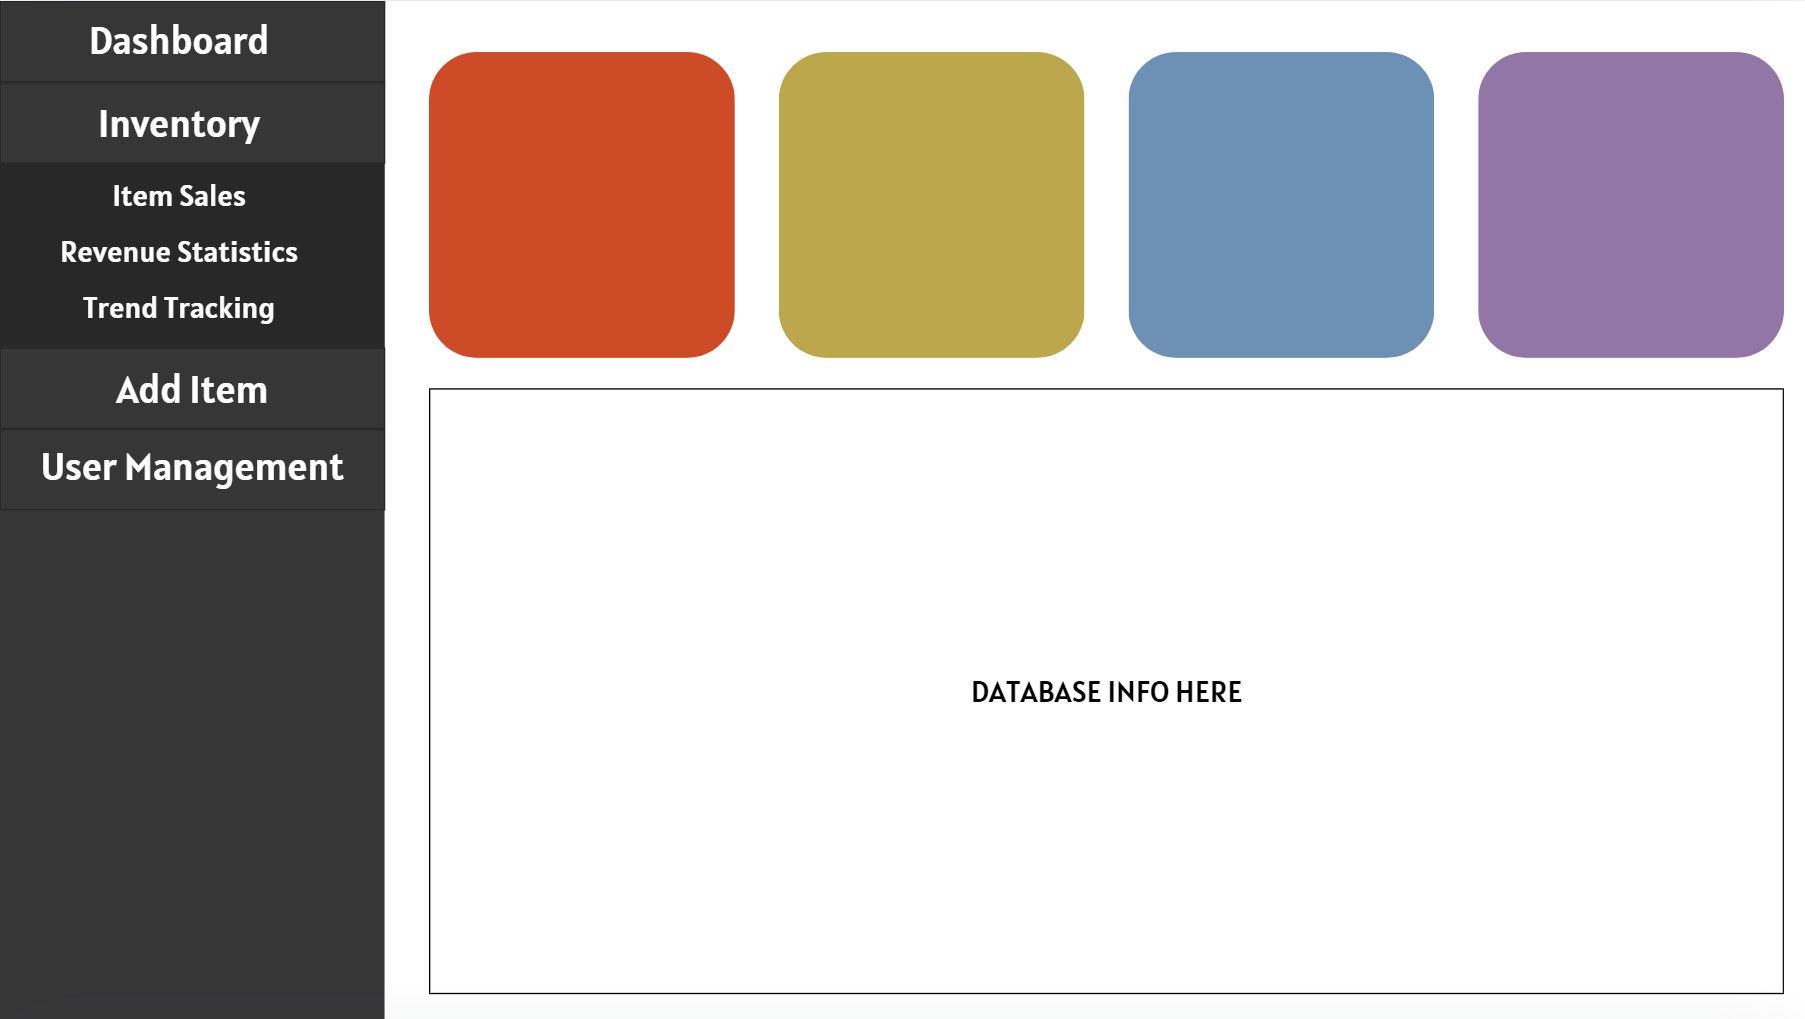 Dashboard
Inventory
Item Sales
Revenue Statistics
Trend Tracking
Add Item
User Management
DATABASE INFO HERE